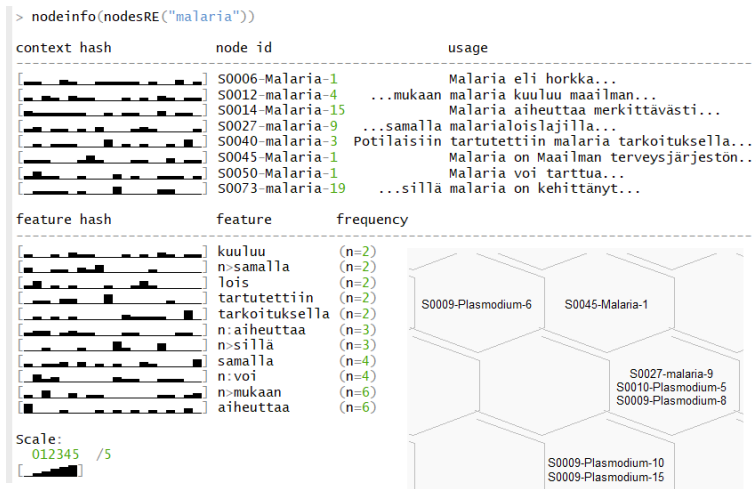 > nodeinfo(nodesRE("malaria"))
context hash node id usage
[ ] S0006-Malaria-1 Malaria eli horkka...
[ ] S0012-malaria-4 ...mukaan malaria kuuluu maailman...
[ ] S0014-Malaria-15 Malaria aiheuttaa merkittävästi...
[ ] S0027-malaria-9 ...samalla malarialoislajilla...
[ ] S0040-malaria-3 Potilaisiin tartutettiin malaria tarkoituksella...
[ ] S0045-Malaria-1 Malaria on Maailman terveysjärjestön...
[ ] S0050-Malaria-1 Malaria voi tarttua...
[ ] S0073-malaria-19 ...sillä malaria on kehittänyt...
feature hash feature frequency
[ ] kuuluu (n=2)
[ ] n>samalla (n=2)
[ ] lois (n=2)
[ ] tartutettiin (n=2)
[ ] tarkoituksella (n=2)
[ ] n:aiheuttaa (n=3)
[ ] n>sillä (n=3)
[ ] samalla (n=4)
[ ] n:voi (n=4)
[ ] n>mukaan (n=6)
[ ] aiheuttaa (n=6)
Scale:
012345 /5
[ ]
S0009-Plasmodium-6 S0045-Malaria-1
S0027-malaria-9
S0010-Plasmodium-5
S0009-Plasmodium-8
S0009-Plasmodium-10
S0009-Plasmodium-15